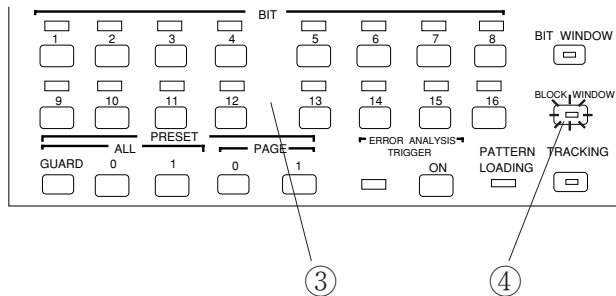 BIT
1 2 3 4 5 6 7 8
BIT WINDOW
9 10 11 12 13 14 15 16
BLOCK WINDOW
PRESET
ALL
PAGE
ERROR ANALYSIS
TRIGGER
GUARD 0 1 0 1
ON
PATTERN
LOADING
TRACKING
③ ④